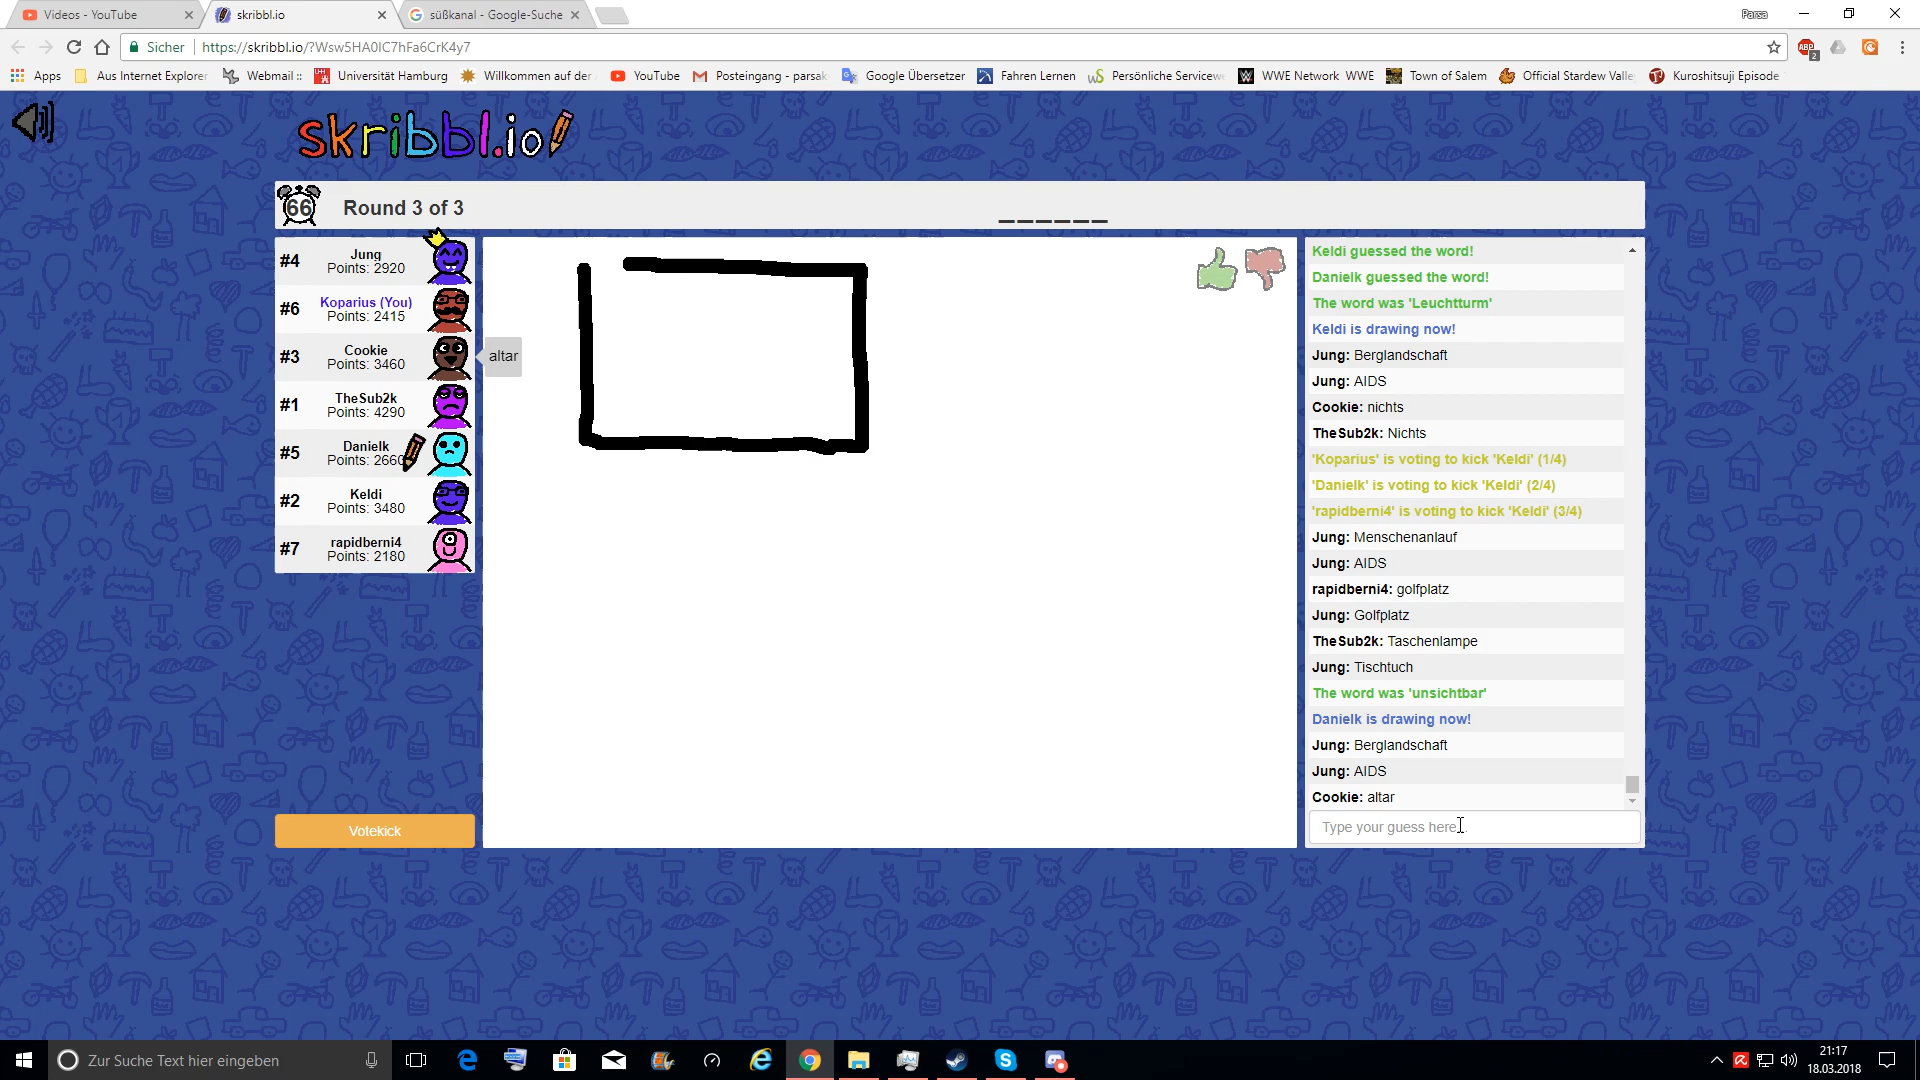 Videos - YouTube
skribbl.io
süßkanal - Google-Suche
Parsa
Sicher
https://skribbl.io/?Wsw5HA0IC7hFa6CrK4y7
ABP
2
Apps
Aus Internet Explorer
Webmail ::
Universität Hamburg
Willkommen auf der
YouTube
Posteingang - parsak
Google Übersetzer
Fahren Lernen
Persönliche Servicew
WWE Network WWE
Town of Salem
Official Stardew Valle
Kuroshitsuji Episode
skribbl.io
66
Round 3 of 3
______
#4
Jung
Points: 2920
#6
Koparius (You)
Points: 2415
#3
Cookie
Points: 3460
altar
#1
TheSub2k
Points: 4290
#5
Danielk
Points: 2660
#2
Keldi
Points: 3480
#7
rapidberni4
Points: 2180
Votekick
Keldi guessed the word!
Danielk guessed the word!
The word was 'Leuchtturm'
Keldi is drawing now!
Jung: Berglandschaft
Jung: AIDS
Cookie: nichts
TheSub2k: Nichts
'Koparius' is voting to kick 'Keldi' (1/4)
'Danielk' is voting to kick 'Keldi' (2/4)
'rapidberni4' is voting to kick 'Keldi' (3/4)
Jung: Menschenanlauf
Jung: AIDS
rapidberni4: golfplatz
Jung: Golfplatz
TheSub2k: Taschenlampe
Jung: Tischtuch
The word was 'unsichtbar'
Danielk is drawing now!
Jung: Berglandschaft
Jung: AIDS
Cookie: altar
Type your guess here
Zur Suche Text hier eingeben
21:17
18.03.2018